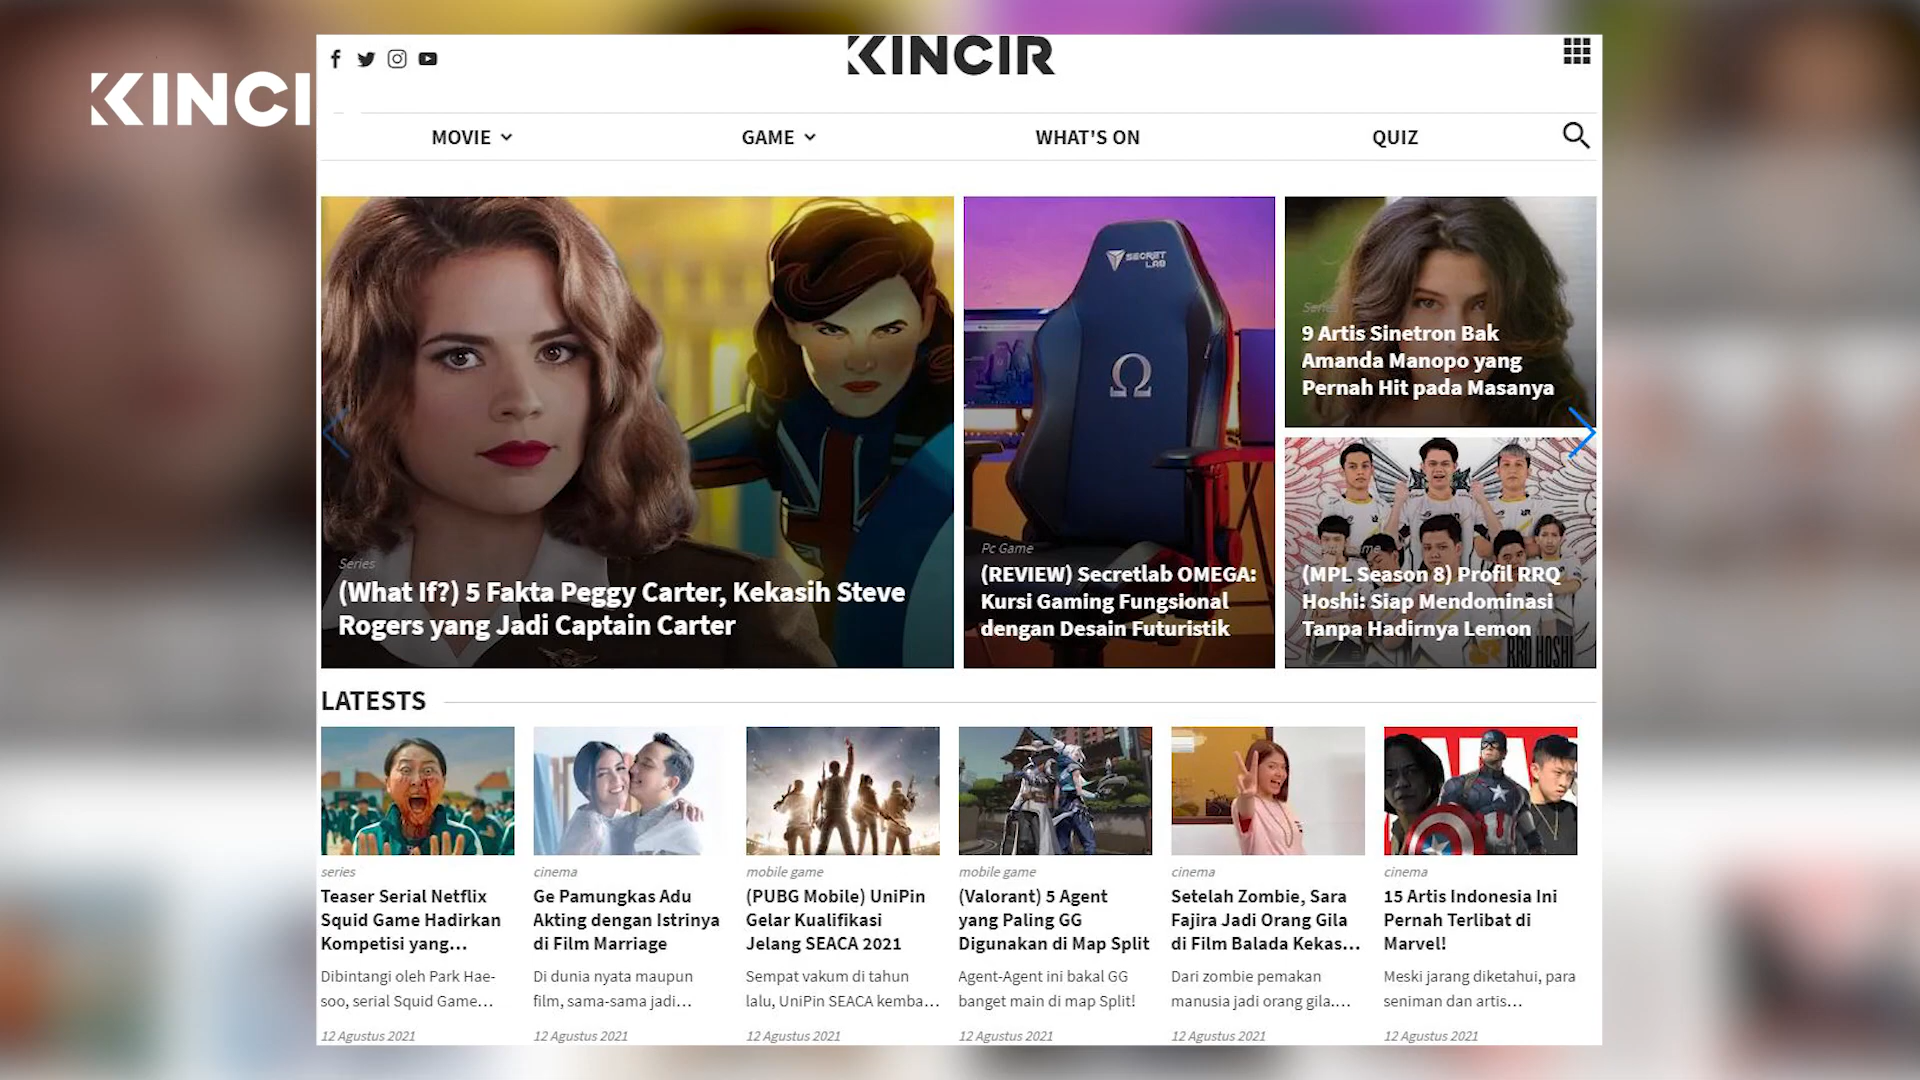 KINCI
KINCIR
MOVIE
GAME
WHAT'S ON
QUIZ
SECRET
LAB
Ω
Series
(What If?) 5 Fakta Peggy Carter, Kekasih Steve
Rogers yang Jadi Captain Carter
Pc Game
(REVIEW) Secretlab OMEGA:
Kursi Gaming Fungsional
dengan Desain Futuristik
Series
9 Artis Sinetron Bak
Amanda Manopo yang
Pernah Hit pada Masanya
(MPL Season 8) Profil RRQ
Hoshi: Siap Mendominasi
Tanpa Hadirnya Lemon
RRQ HOSHI
LATESTS
series
Teaser Serial Netflix
Squid Game Hadirkan
Kompetisi yang...
Dibintangi oleh Park Hae-
soo, serial Squid Game...
12 Agustus 2021
cinema
Ge Pamungkas Adu
Akting dengan Istrinya
di Film Marriage
Di dunia nyata maupun
film, sama-sama jadi...
12 Agustus 2021
mobile game
(PUBG Mobile) UniPin
Gelar Kualifikasi
Jelang SEACA 2021
Sempat vakum di tahun
lalu, UniPin SEACA kemba...
12 Agustus 2021
mobile game
(Valorant) 5 Agent
yang Paling GG
Digunakan di Map Split
Agent-Agent ini bakal GG
banget main di map Split!
12 Agustus 2021
cinema
Setelah Zombie, Sara
Fajira Jadi Orang Gila
di Film Balada Kekas...
Dari zombie pemakan
manusia jadi orang gila....
12 Agustus 2021
cinema
15 Artis Indonesia Ini
Pernah Terlibat di
Marvel!
Meski jarang diketahui, para
seniman dan artis...
12 Agustus 2021